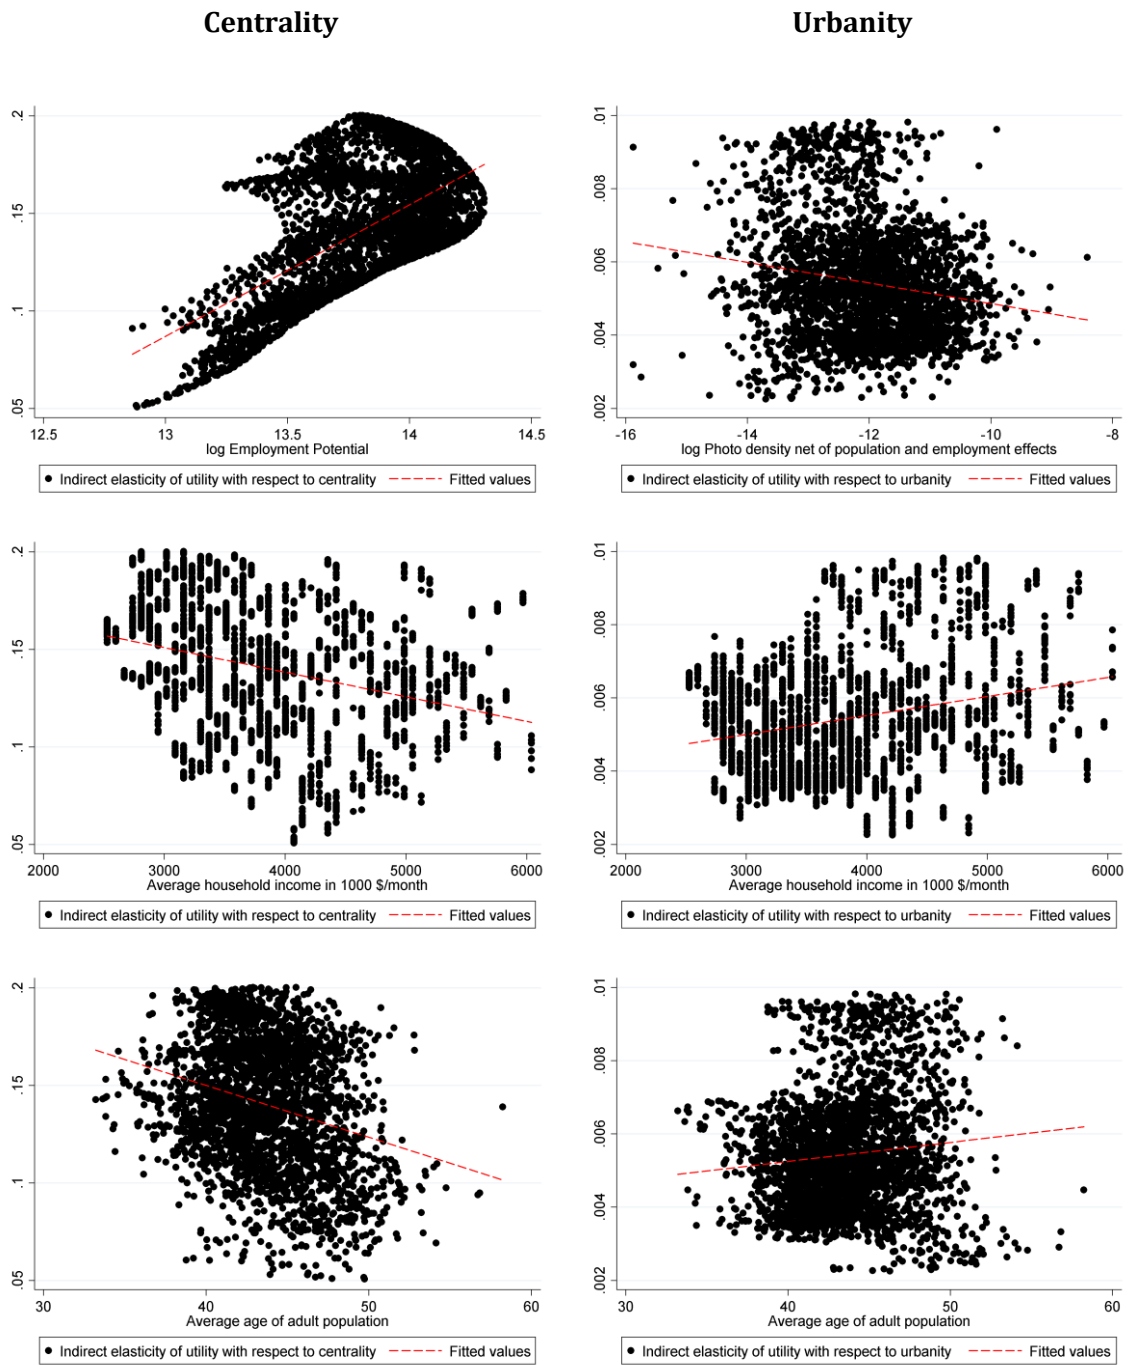 Centrality
Urbanity
.2
.15
.1
.05
12.5 13 13.5 14 14.5
log Employment Potential
Indirect elasticity of utility with respect to centrality Fitted values
.01
.008
.006
.004
.002
-16 -14 -12 -10 -8
log Photo density net of population and employment effects
Indirect elasticity of utility with respect to urbanity Fitted values
.2
.15
.1
.05
2000 3000 4000 5000 6000
Average household income in 1000 $/month
Indirect elasticity of utility with respect to centrality Fitted values
.01
.008
.006
.004
.002
2000 3000 4000 5000 6000
Average household income in 1000 $/month
Indirect elasticity of utility with respect to urbanity Fitted values
.2
.15
.1
.05
30 40 50 60
Average age of adult population
Indirect elasticity of utility with respect to centrality Fitted values
.01
.008
.006
.004
.002
30 40 50 60
Average age of adult population
Indirect elasticity of utility with respect to urbanity Fitted values